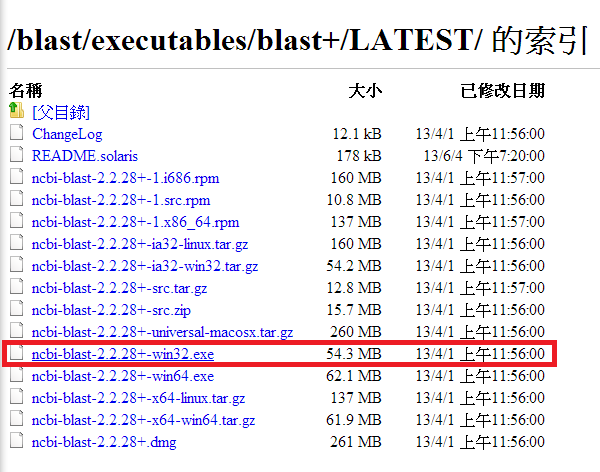 /blast/executables/blast+/LATEST/ 的索引
名稱 大小 已修改日期
[父目錄]
ChangeLog 12.1 kB 13/4/1 上午11:56:00
README.solaris 178 kB 13/6/4 下午7:20:00
ncbi-blast-2.2.28+-1.i686.rpm 160 MB 13/4/1 上午11:57:00
ncbi-blast-2.2.28+-1.src.rpm 10.8 MB 13/4/1 上午11:56:00
ncbi-blast-2.2.28+-1.x86_64.rpm 137 MB 13/4/1 上午11:57:00
ncbi-blast-2.2.28+-ia32-linux.tar.gz 160 MB 13/4/1 上午11:56:00
ncbi-blast-2.2.28+-ia32-win32.tar.gz 54.2 MB 13/4/1 上午11:56:00
ncbi-blast-2.2.28+-src.tar.gz 12.8 MB 13/4/1 上午11:57:00
ncbi-blast-2.2.28+-src.zip 15.7 MB 13/4/1 上午11:56:00
ncbi-blast-2.2.28+-universal-macosx.tar.gz 260 MB 13/4/1 上午11:56:00
ncbi-blast-2.2.28+-win32.exe 54.3 MB 13/4/1 上午11:56:00
ncbi-blast-2.2.28+-win64.exe 62.1 MB 13/4/1 上午11:56:00
ncbi-blast-2.2.28+-x64-linux.tar.gz 137 MB 13/4/1 上午11:56:00
ncbi-blast-2.2.28+-x64-win64.tar.gz 61.9 MB 13/4/1 上午11:56:00
ncbi-blast-2.2.28+.dmg 261 MB 13/4/1 上午11:56:00